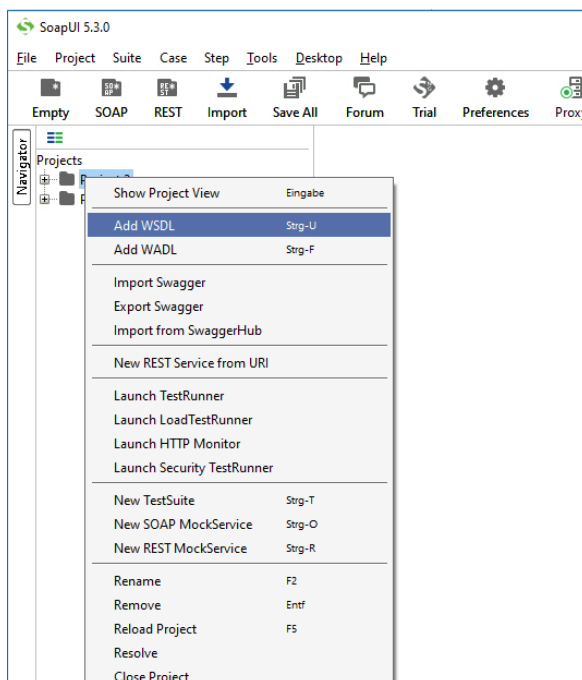 SoapUI 5.3.0
File Project Suite Case Step Tools Desktop Help
Empty SOAP REST Import Save All Forum Trial Preferences Proxy
Navigator
Projects
Show Project View Eingabe
Add WSDL Strg-U
Add WADL Strg-F
Import Swagger
Export Swagger
Import from SwaggerHub
New REST Service from URI
Launch TestRunner
Launch LoadTestRunner
Launch HTTP Monitor
Launch Security TestRunner
New TestSuite Strg-T
New SOAP MockService Strg-O
New REST MockService Strg-R
Rename F2
Remove Entf
Reload Project F5
Resolve
Close Project